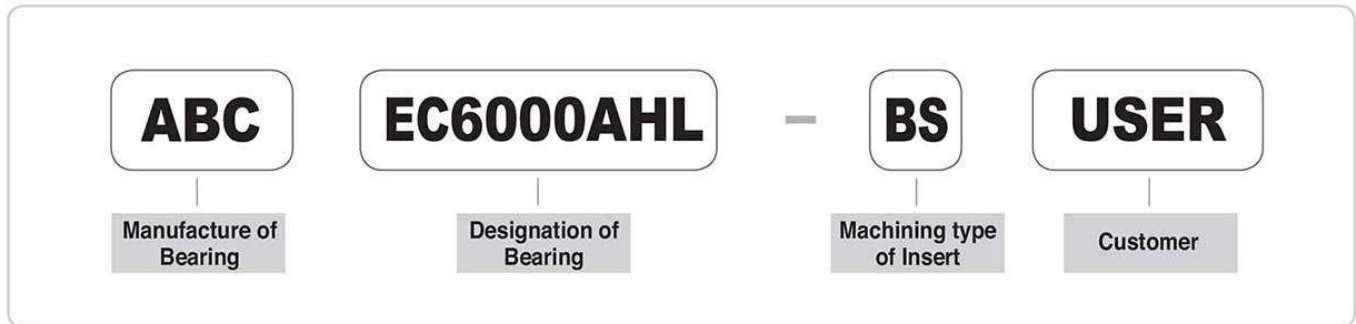 ABC EC6000AHL - BS USER
Manufacture of
Bearing
Designation of
Bearing
Machining type
of Insert
Customer